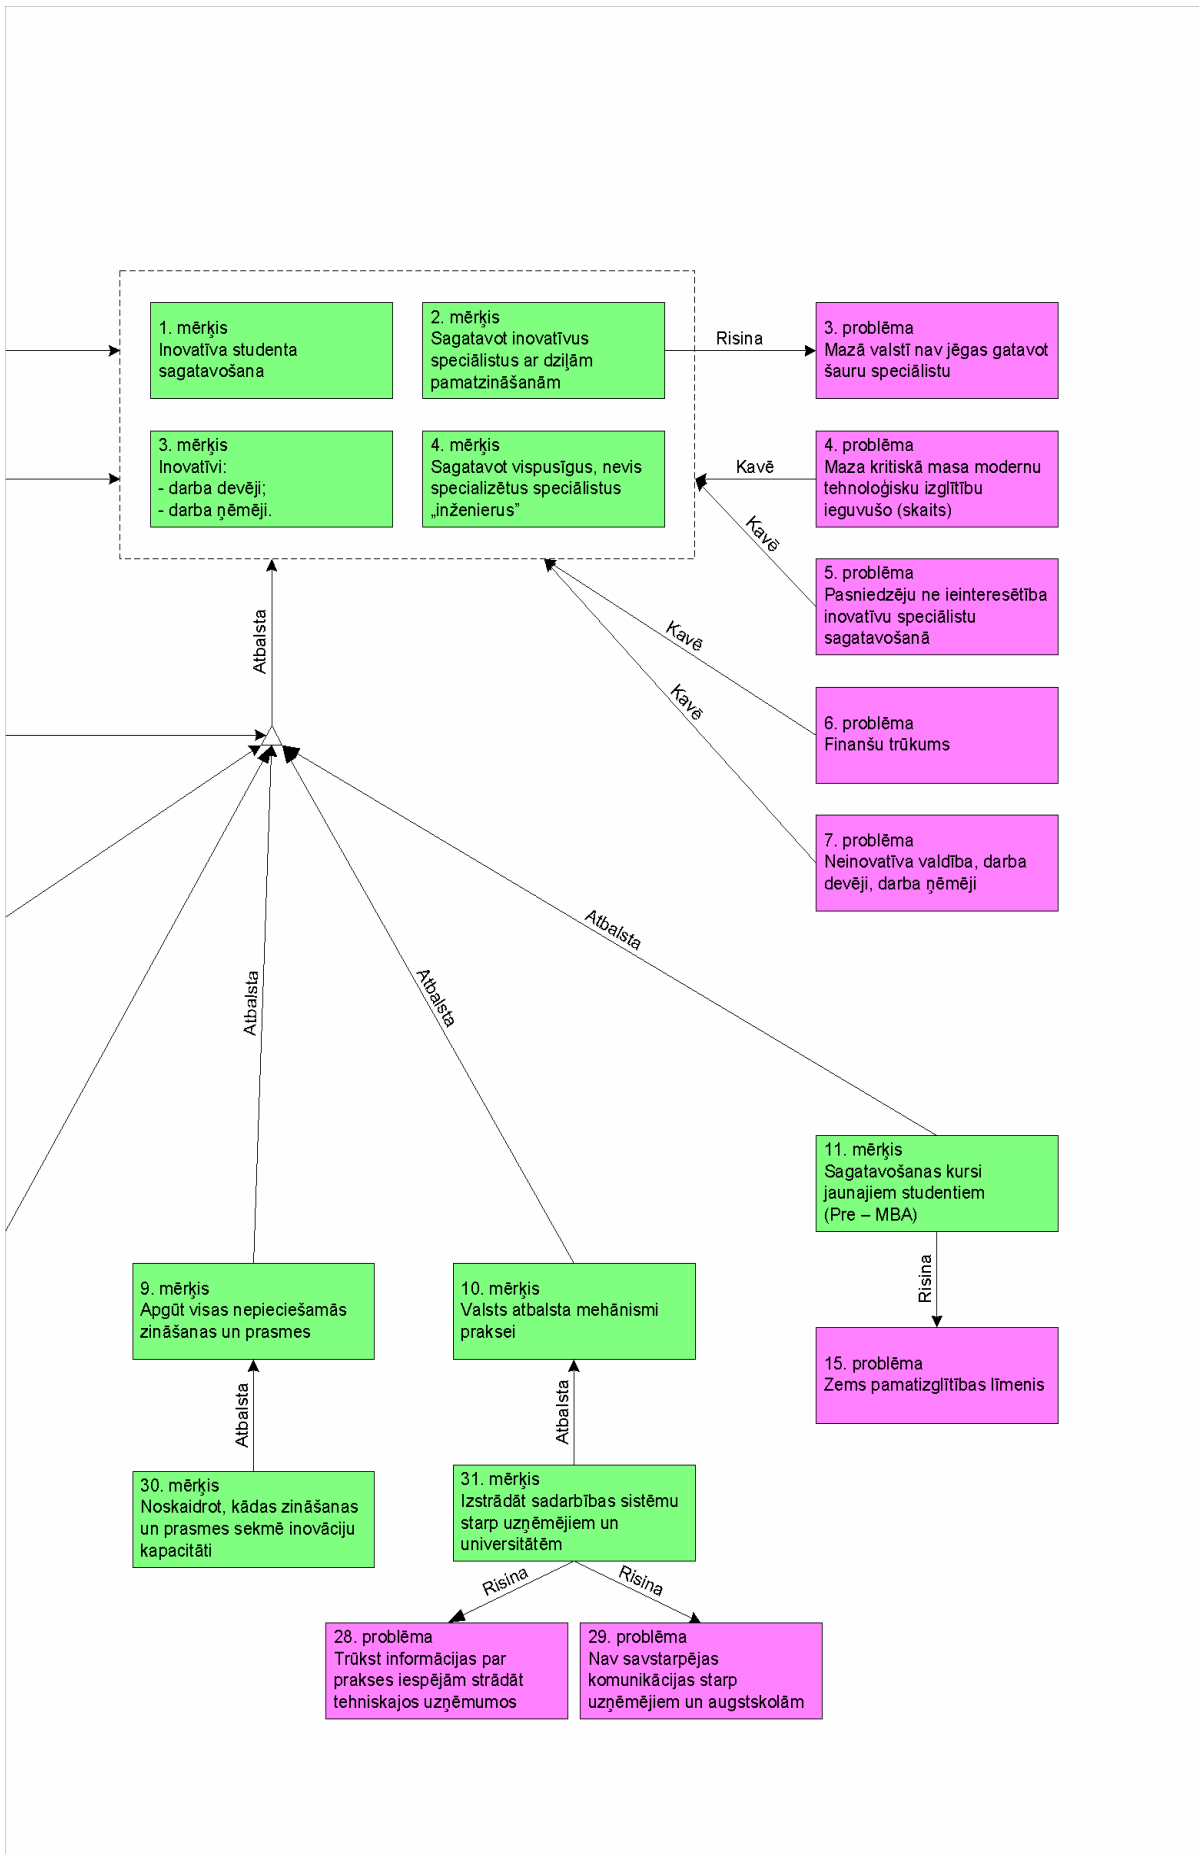 1. mērķis
Inovatīva studenta
sagatavošana
2. mērķis
Sagatavot inovatīvus
speciālistus ar dziļām
pamatzināšanām
Risina
3. problēma
Mazā valstī nav jēgas gatavot
šauru speciālistu
3. mērķis
Inovatīvi:
- darba devēji;
- darba ņēmēji.
4. mērķis
Sagatavot vispusīgus, nevis
specializētus speciālistus
„inženierus”
Kavē
4. problēma
Maza kritiskā masa modernu
tehnoloģisku izglītību
ieguvušo (skaits)
Kavē
5. problēma
Pasniedzēju ne ieinteresētība
inovatīvu speciālistu
sagatavošanā
Atbalsta
Kavē
6. problēma
Finanšu trūkums
Kavē
7. problēma
Neinovatīva valdība, darba
devēji, darba ņēmēji
Atbalsta
Atbalsta
Atbalsta
11. mērķis
Sagatavošanas kursi
jaunajiem studentiem
(Pre – MBA)
Risina
9. mērķis
Apgūt visas nepieciešamās
zināšanas un prasmes
10. mērķis
Valsts atbalsta mehānismi
praksei
15. problēma
Zems pamatizglītības līmenis
Atbalsta
Atbalsta
30. mērķis
Noskaidrot, kādas zināšanas
un prasmes sekmē inovāciju
kapacitāti
31. mērķis
Izstrādāt sadarbības sistēmu
starp uzņēmējiem un
universitātēm
Risina
Risina
28. problēma
Trūkst informācijas par
prakses iespējām strādāt
tehniskajos uzņēmumos
29. problēma
Nav savstarpējas
komunikācijas starp
uzņēmējiem un augstskolām